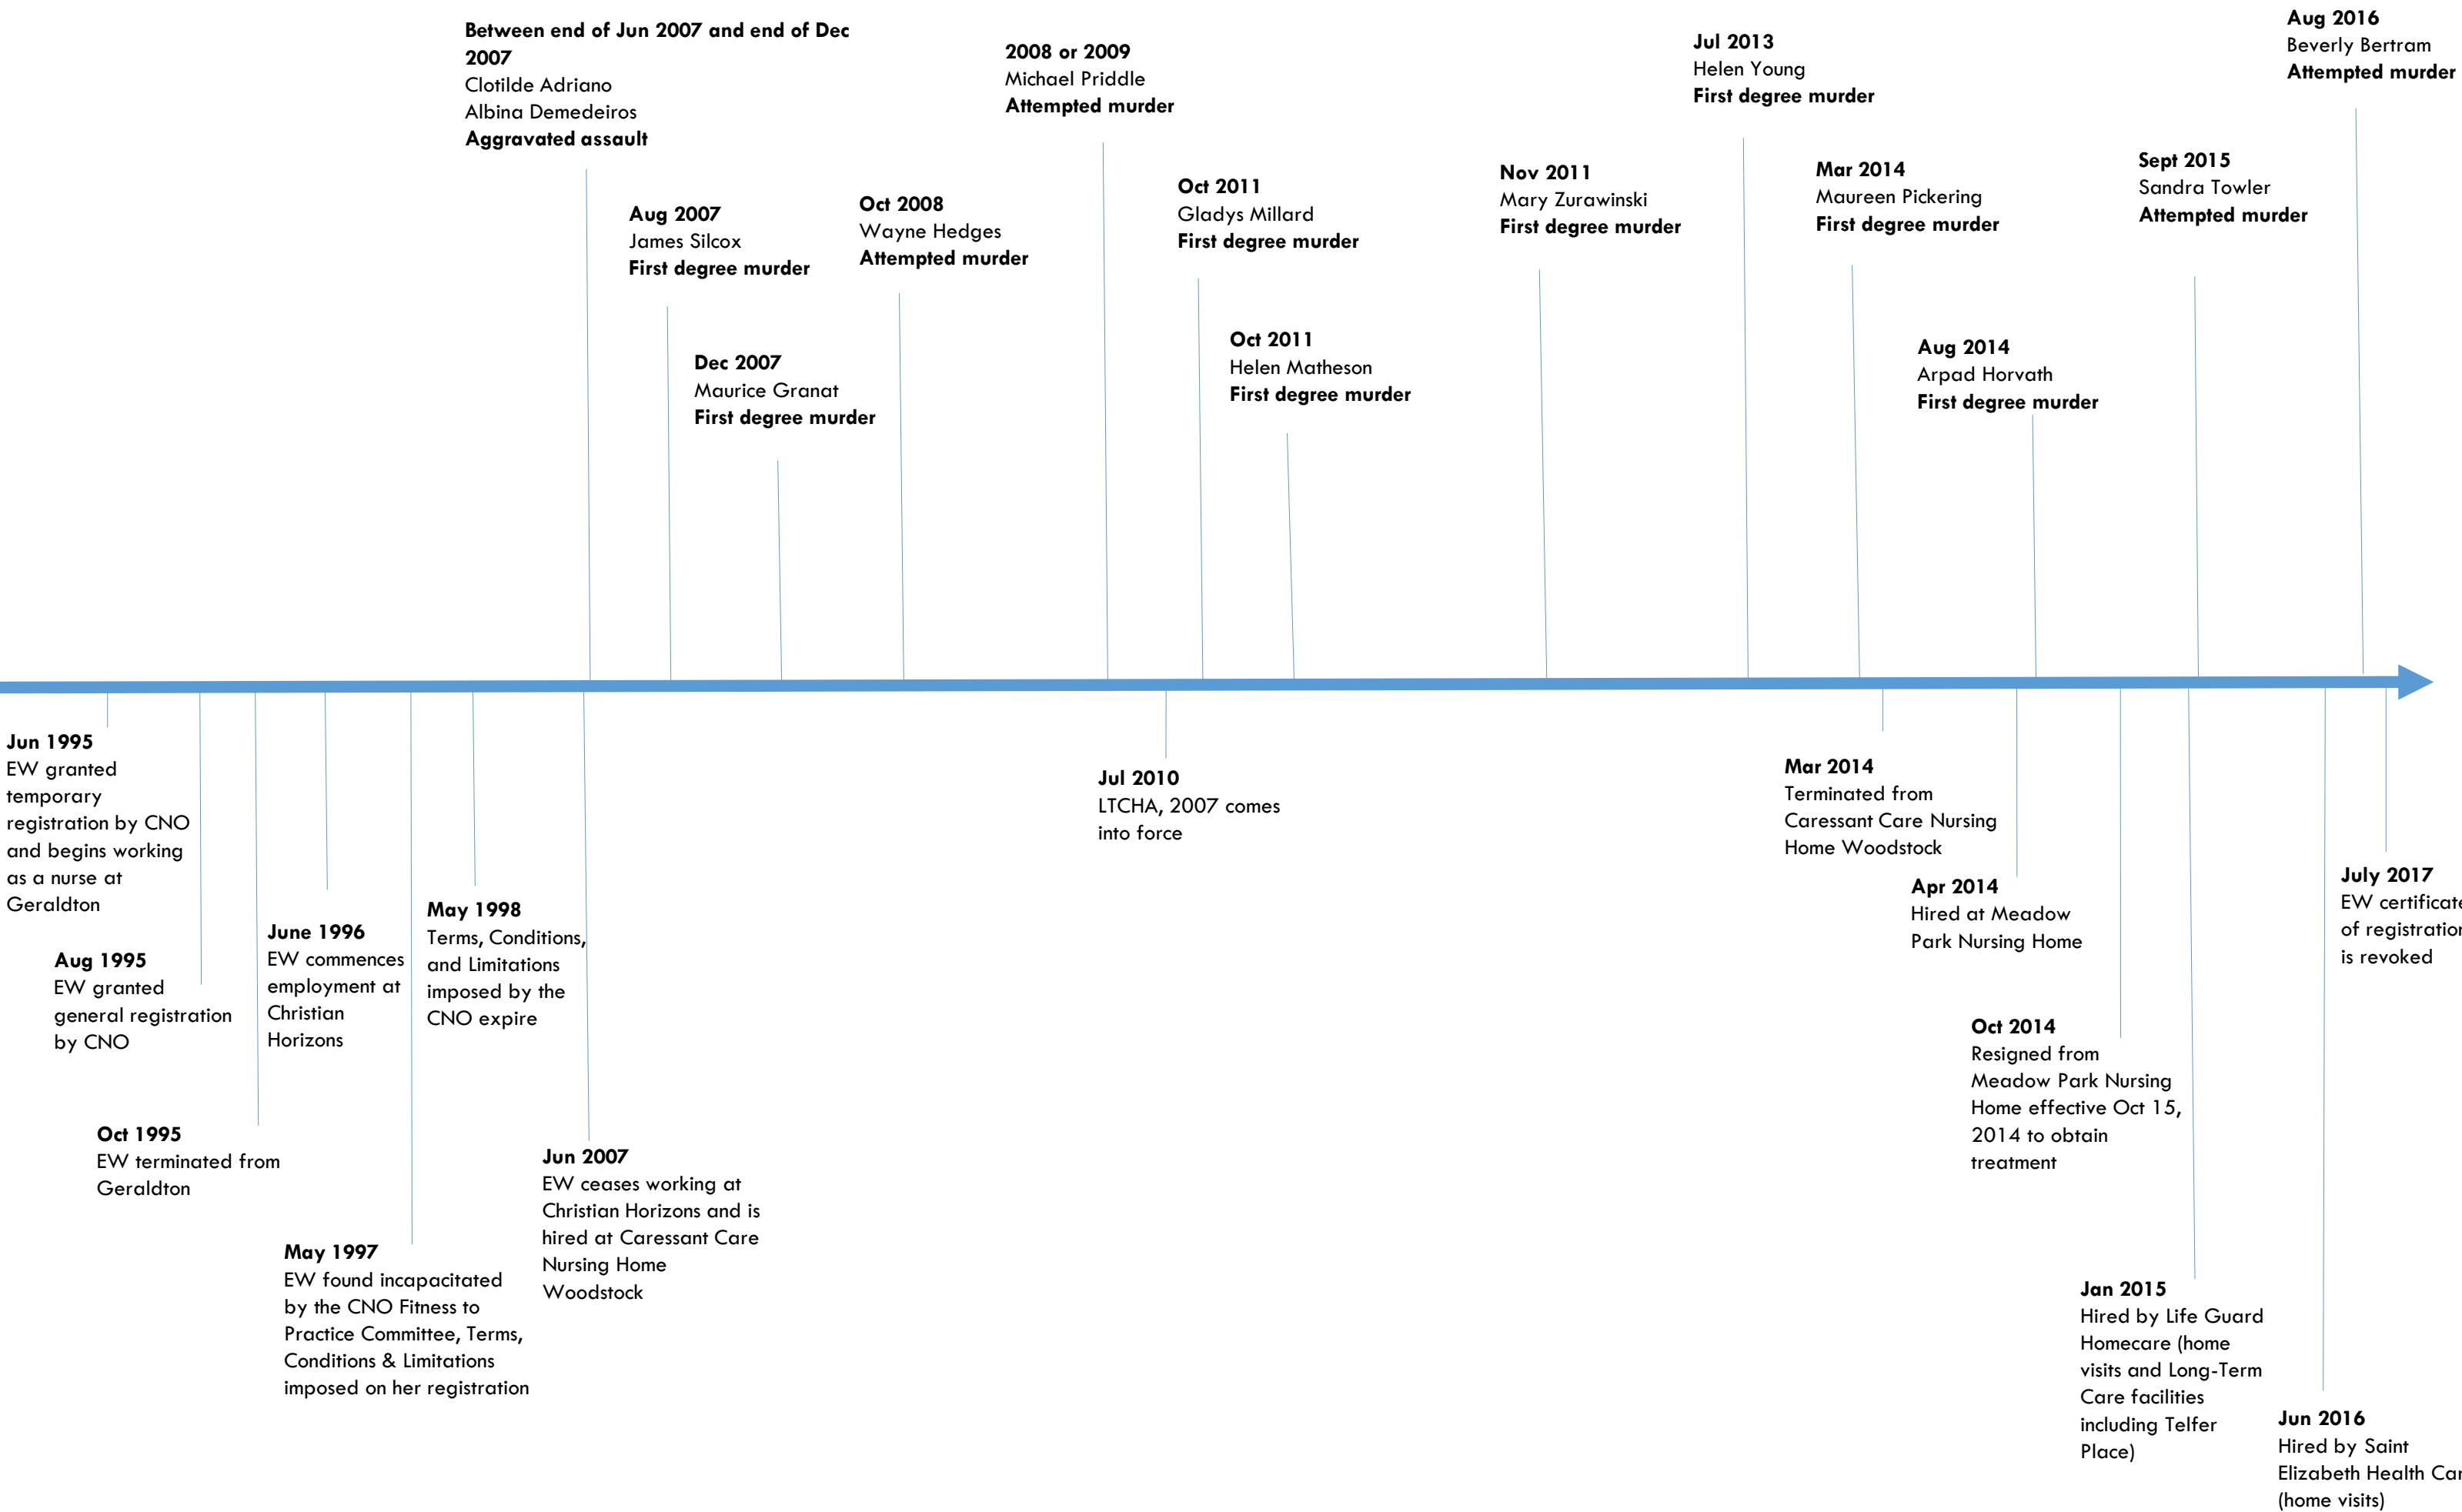 Between end of Jun 2007 and end of Dec
2007
Clotilde Adriano
Albina Demedeiros
Aggravated assault
Aug 2007
James Silcox
First degree murder
Dec 2007
Maurice Granat
First degree murder
Oct 2008
Wayne Hedges
Attempted murder
2008 or 2009
Michael Priddle
Attempted murder
Oct 2011
Gladys Millard
First degree murder
Oct 2011
Helen Matheson
First degree murder
Nov 2011
Mary Zurawinski
First degree murder
Jul 2013
Helen Young
First degree murder
Mar 2014
Maureen Pickering
First degree murder
Aug 2014
Arpad Horvath
First degree murder
Sept 2015
Sandra Towler
Attempted murder
Aug 2016
Beverly Bertram
Attempted murder
Jun 1995
EW granted
temporary
registration by CNO
and begins working
as a nurse at
Geraldton
Aug 1995
EW granted
general registration
by CNO
Oct 1995
EW terminated from
Geraldton
June 1996
EW commences
employment at
Christian
Horizons
May 1997
EW found incapacitated
by the CNO Fitness to
Practice Committee, Terms,
Conditions & Limitations
imposed on her registration
May 1998
Terms, Conditions,
and Limitations
imposed by the
CNO expire
Jun 2007
EW ceases working at
Christian Horizons and is
hired at Caressant Care
Nursing Home
Woodstock
Jul 2010
LTCHA, 2007 comes
into force
Mar 2014
Terminated from
Caressant Care Nursing
Home Woodstock
Apr 2014
Hired at Meadow
Park Nursing Home
Oct 2014
Resigned from
Meadow Park Nursing
Home effective Oct 15,
2014 to obtain
treatment
Jan 2015
Hired by Life Guard
Homecare (home
visits and Long-Term
Care facilities
including Telfer
Place)
Jun 2016
Hired by Saint
Elizabeth Health Car
(home visits)
July 2017
EW certificate
of registration
is revoked